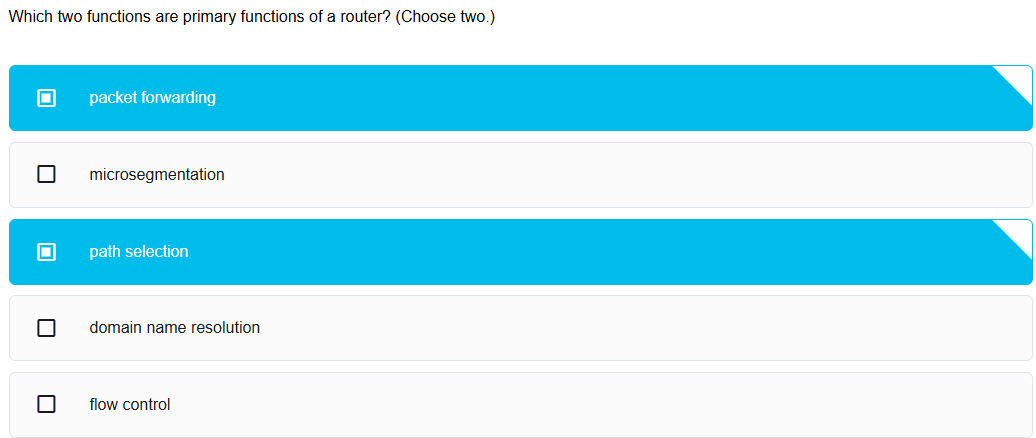 Which two functions are primary functions of a router? (Choose two.)
packet forwarding
microsegmentation
path selection
domain name resolution
flow control